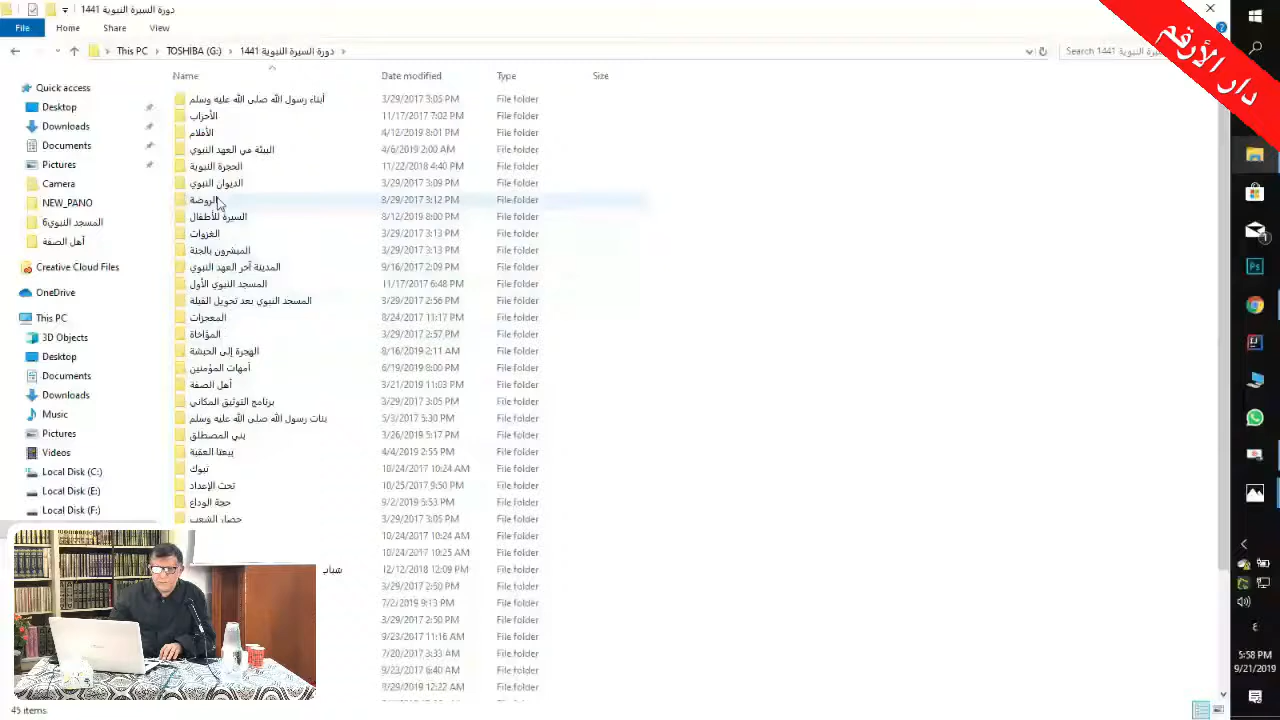 دورة السيرة النبوية 1441
File Home Share View
This PC TOSHIBA (G:) دورة السيرة النبوية 1441
Search دورة السيرة النبوية 1441
دار الأرقم
Name Date modified Type Size
أبناء رسول الله صلى الله عليه وسلم 3/29/2017 3:05 PM File folder
الأحزاب 11/17/2017 7:02 PM File folder
الأفلام 4/12/2019 8:01 PM File folder
البيئة في العهد النبوي 4/6/2019 2:00 AM File folder
الحجرة النبوية 11/22/2018 4:40 PM File folder
الديوان النبوي 3/29/2017 3:09 PM File folder
الروضة 8/29/2017 3:12 PM File folder
السيرة للأطفال 8/12/2019 8:00 PM File folder
الغزوات 3/29/2017 3:13 PM File folder
المبشرون بالجنة 3/29/2017 3:13 PM File folder
المدينة آخر العهد النبوي 9/16/2017 2:09 PM File folder
المسجد النبوي الأول 11/17/2017 6:48 PM File folder
المسجد النبوي بعد تحويل القبلة 3/29/2017 2:56 PM File folder
المعجزات 8/24/2017 11:17 PM File folder
المؤاخاة 3/29/2017 2:57 PM File folder
الهجرة إلى الحبشة 8/16/2019 2:11 AM File folder
أمهات المؤمنين 6/19/2019 8:00 PM File folder
أهل الصفة 3/21/2019 11:03 PM File folder
برنامج التوثيق المكاني 3/29/2017 3:05 PM File folder
بنات رسول الله صلى الله عليه وسلم 5/3/2017 5:30 PM File folder
بني المصطلق 3/26/2019 5:17 PM File folder
بيعتا العقبة 4/4/2019 2:55 PM File folder
تبوك 10/24/2017 10:24 AM File folder
تحت الإعداد 10/25/2017 9:50 PM File folder
حجة الوداع 9/2/2019 5:53 PM File folder
حصار الشعب 3/29/2017 3:05 PM File folder
10/24/2017 10:24 AM File folder
10/24/2017 10:25 AM File folder
شباب 12/12/2018 12:09 PM File folder
3/29/2017 2:50 PM File folder
7/2/2019 9:13 PM File folder
3/29/2017 2:50 PM File folder
9/23/2017 11:16 AM File folder
7/20/2017 3:33 AM File folder
9/23/2017 6:40 AM File folder
8/29/2019 12:22 AM File folder
Quick access
Desktop
Downloads
Documents
Pictures
Camera
NEW_PANO
المسجد النبوي6
أهل الصفة
Creative Cloud Files
OneDrive
This PC
3D Objects
Desktop
Documents
Downloads
Music
Pictures
Videos
Local Disk (C:)
Local Disk (E:)
Local Disk (F:)
45 items
Ps
1
ع
5:58 PM
9/21/2019